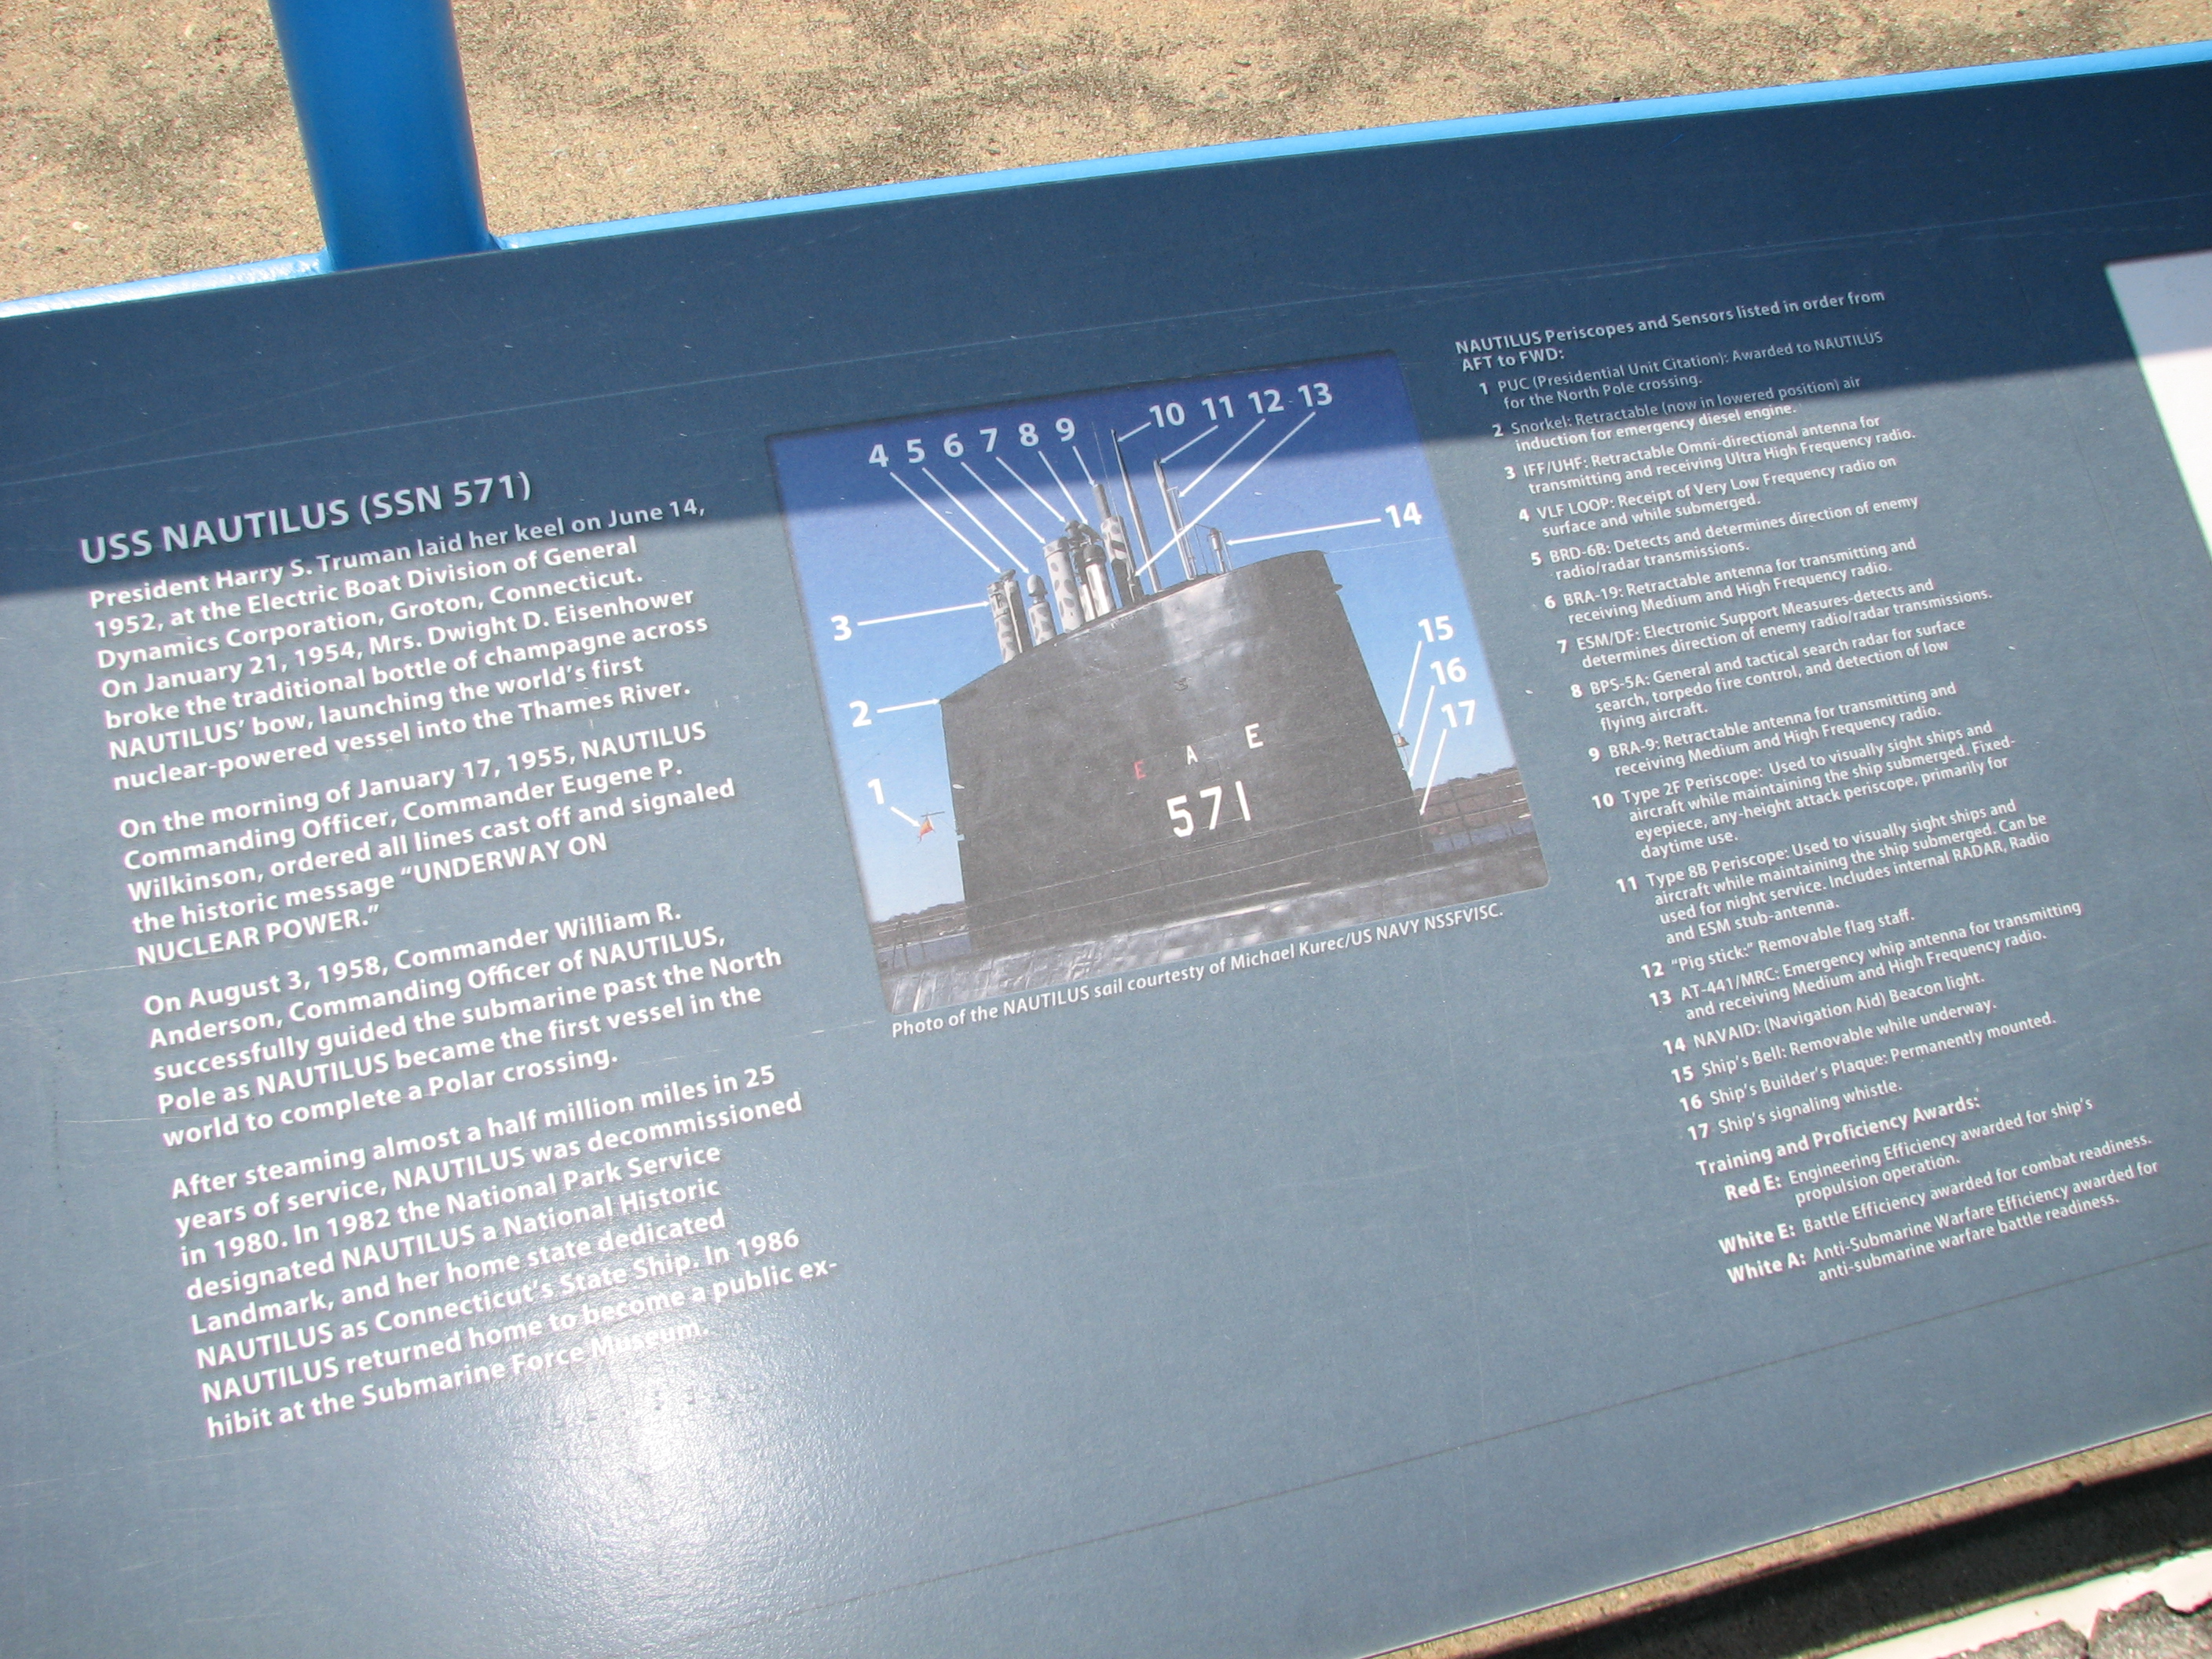 USS NAUTILUS (SSN 571)
President Harry S. Truman laid her keel on June 14,
1952, at the Electric Boat Division of General
Dynamics Corporation, Groton, Connecticut.
On January 21, 1954, Mrs. Dwight D. Eisenhower
broke the traditional bottle of champagne across
NAUTILUS’ bow, launching the world’s first
nuclear-powered vessel into the Thames River.
On the morning of January 17, 1955, NAUTILUS
Commanding Officer, Commander Eugene P.
Wilkinson, ordered all lines cast off and signaled
the historic message “UNDERWAY ON
NUCLEAR POWER.”
On August 3, 1958, Commander William R.
Anderson, Commanding Officer of NAUTILUS,
successfully guided the submarine past the North
Pole as NAUTILUS became the first vessel in the
world to complete a Polar crossing.
After steaming almost a half million miles in 25
years of service, NAUTILUS was decommissioned
in 1980. In 1982 the National Park Service
designated NAUTILUS a National Historic
Landmark, and her home state dedicated
NAUTILUS as Connecticut’s State Ship. In 1986
NAUTILUS returned home to become a public ex-
hibit at the Submarine Force Museum.
4 5 6 7 8 9 10 11 12 13
14
3
15
16
2
17
1
E A E
571
Photo of the NAUTILUS sail courtesty of Michael Kurec/US NAVY NSSFVISC.
NAUTILUS Periscopes and Sensors listed in order from
AFT to FWD:
1 PUC (Presidential Unit Citation): Awarded to NAUTILUS
for the North Pole crossing.
2 Snorkel: Retractable (now in lowered position) air
induction for emergency diesel engine.
3 IFF/UHF: Retractable Omni-directional antenna for
transmitting and receiving Ultra High Frequency radio.
4 VLF LOOP: Receipt of Very Low Frequency radio on
surface and while submerged.
5 BRD-6B: Detects and determines direction of enemy
radio/radar transmissions.
6 BRA-19: Retractable antenna for transmitting and
receiving Medium and High Frequency radio.
7 ESM/DF: Electronic Support Measures-detects and
determines direction of enemy radio/radar transmissions.
8 BPS-5A: General and tactical search radar for surface
search, torpedo fire control, and detection of low
flying aircraft.
9 BRA-9: Retractable antenna for transmitting and
receiving Medium and High Frequency radio.
10 Type 2F Periscope: Used to visually sight ships and
aircraft while maintaining the ship submerged. Fixed-
eyepiece, any-height attack periscope, primarily for
daytime use.
11 Type 8B Periscope: Used to visually sight ships and
aircraft while maintaining the ship submerged. Can be
used for night service. Includes internal RADAR, Radio
and ESM stub-antenna.
12 “Pig stick:” Removable flag staff.
13 AT-441/MRC: Emergency whip antenna for transmitting
and receiving Medium and High Frequency radio.
14 NAVAID: (Navigation Aid) Beacon light.
15 Ship’s Bell: Removable while underway.
16 Ship’s Builder’s Plaque: Permanently mounted.
17 Ship’s signaling whistle.
Training and Proficiency Awards:
Red E: Engineering Efficiency awarded for ship’s
propulsion operation.
White E: Battle Efficiency awarded for combat readiness.
White A: Anti-Submarine Warfare Efficiency awarded for
anti-submarine warfare battle readiness.